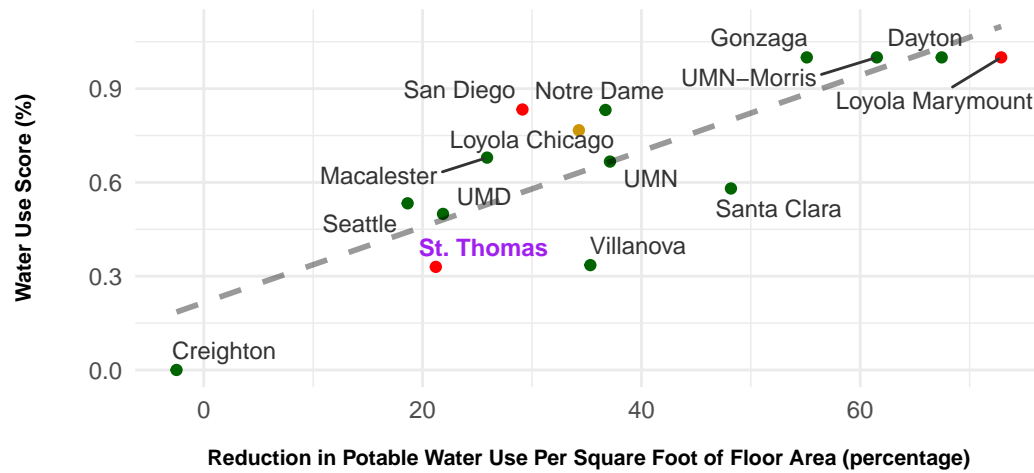 Gonzaga
Dayton
UMN−Morris
0.9
San Diego
Notre Dame
Loyola Marymount
Loyola Chicago
Macalester
UMN
0.6
UMD
Santa Clara
Seattle
St. Thomas
Villanova
0.3
Creighton
0.0
Water Use Score (%)
0
20
40
60
Reduction in Potable Water Use Per Square Foot of Floor Area (percentage)